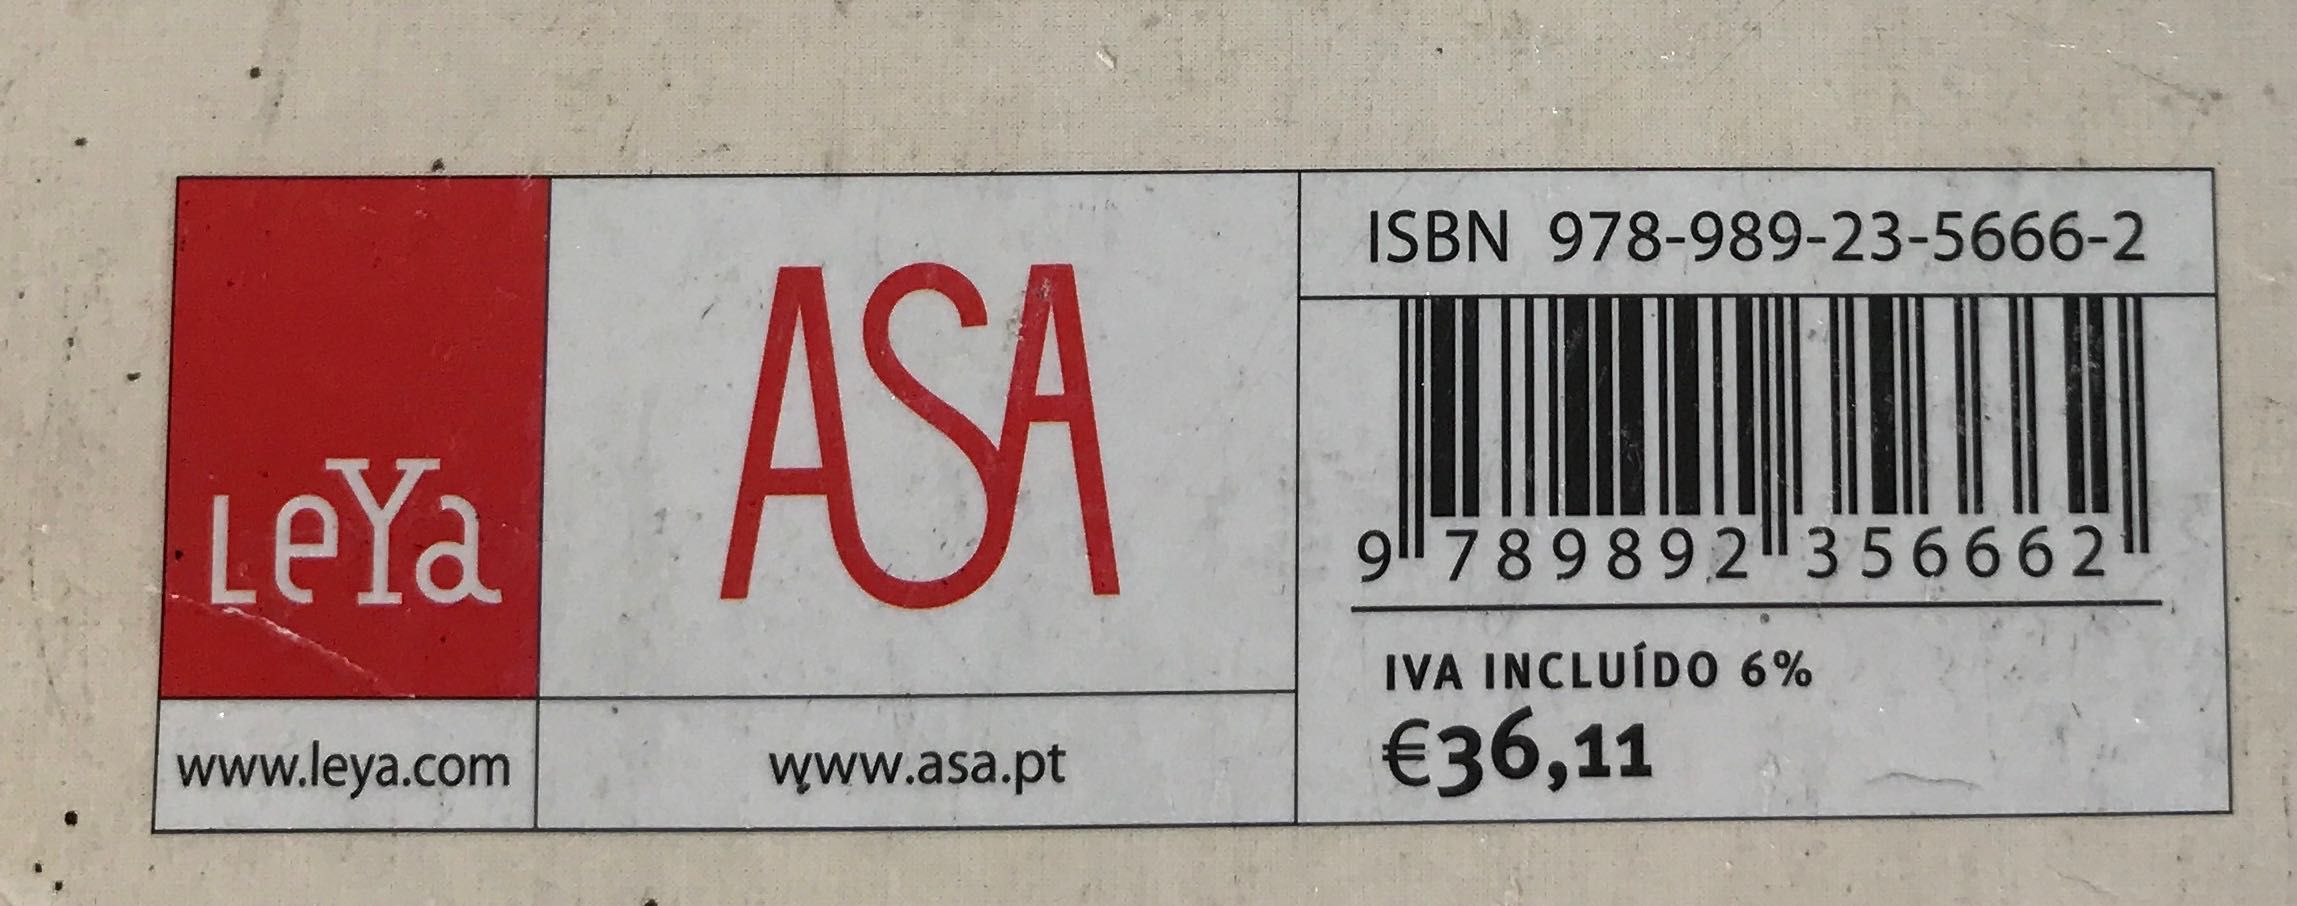 LeYa
www.leya.com
ASA
www.asa.pt
ISBN 978-989-23-5666-2
9 789892 356662
IVA INCLUÍDO 6%
€36,11